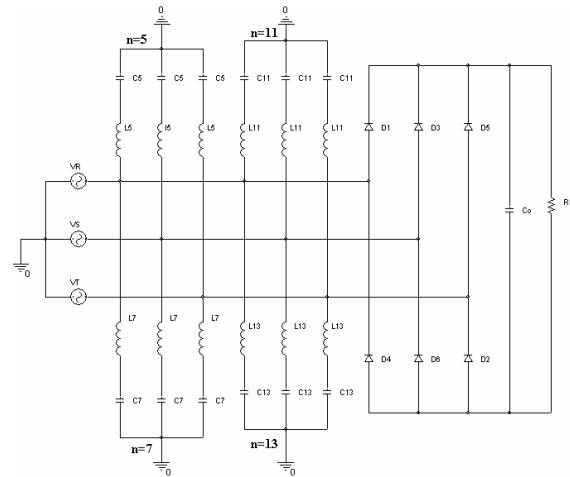 0 0
n=5 n=11
C5 C5 C5 C11 C11 C11
L5 l5 L5 L11 L11 L11 D1 D3 D5
VR
Co R
VS
0
VT
L7 L7 L7 L13 L13 L13
D4 D6 D2
C7 C7 C7 C13 C13 C13
n=7 n=13
0 0